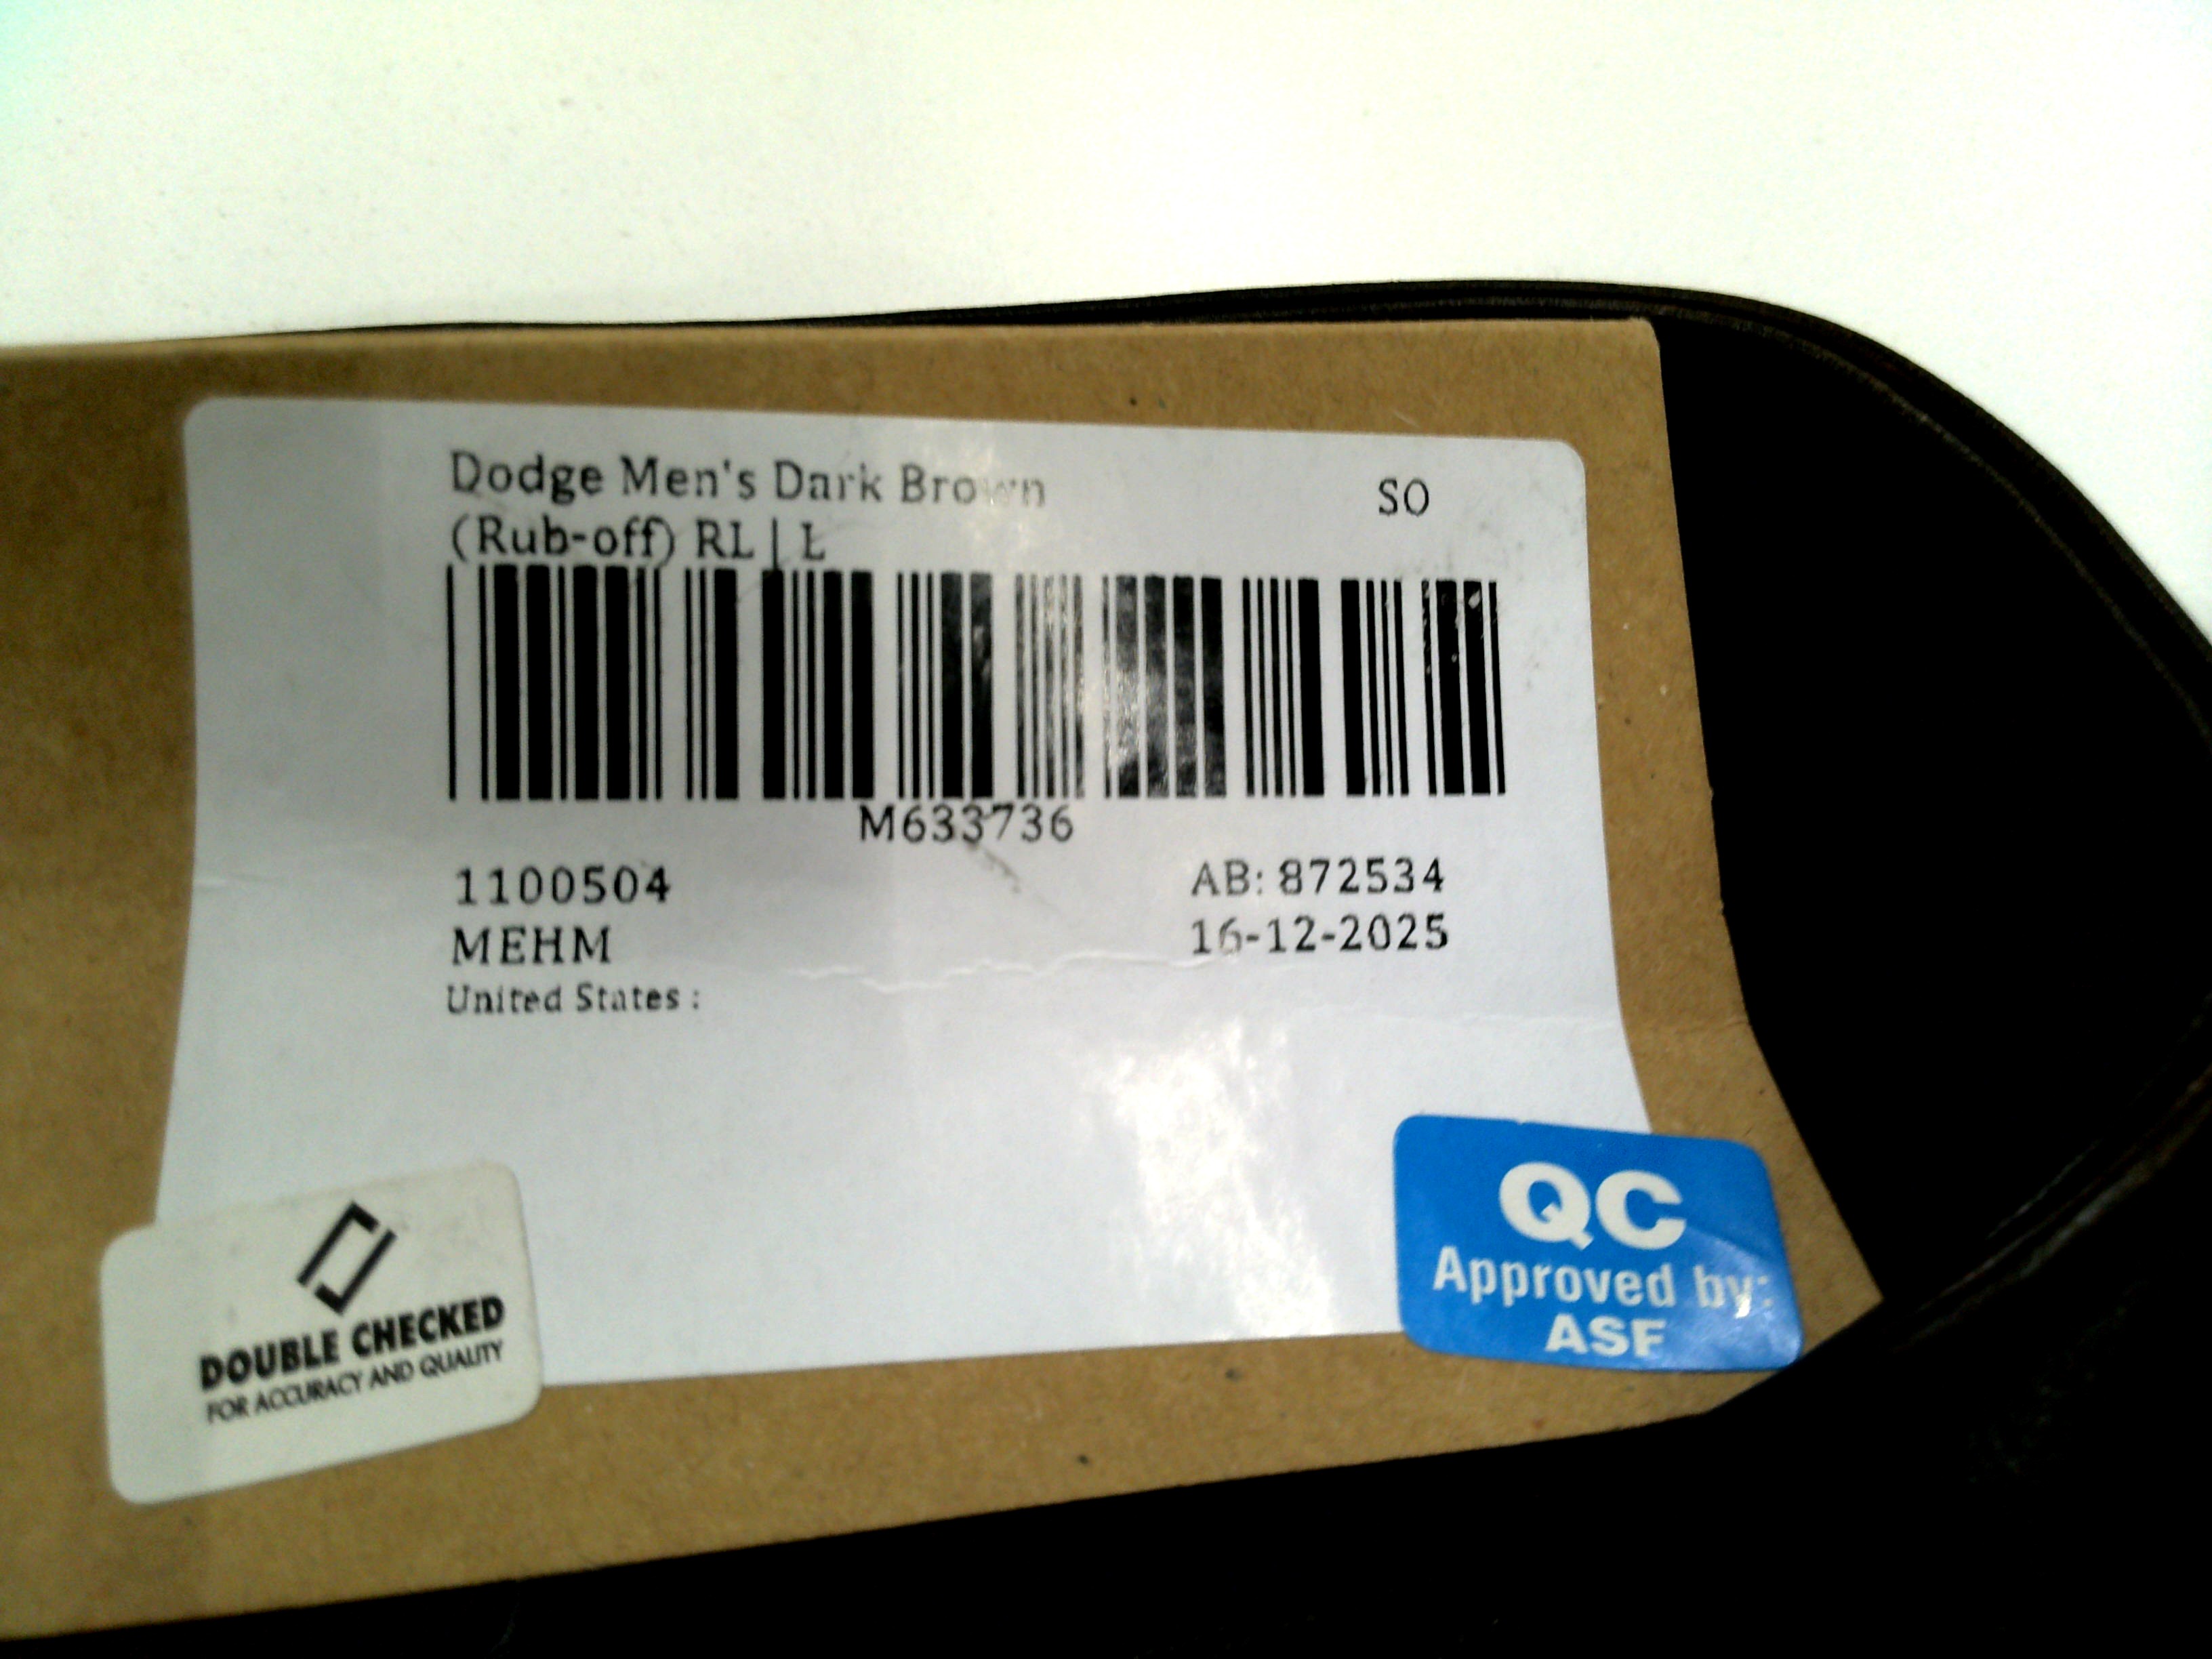 Dodge Men's Dark Brown
SO
(Rub-off) RL | L
M633736
1100504
AB: 872534
MEHM
16-12-2025
United States :
QC
Approved by:
ASF
DOUBLE CHECKED
FOR ACCURACY AND QUALITY